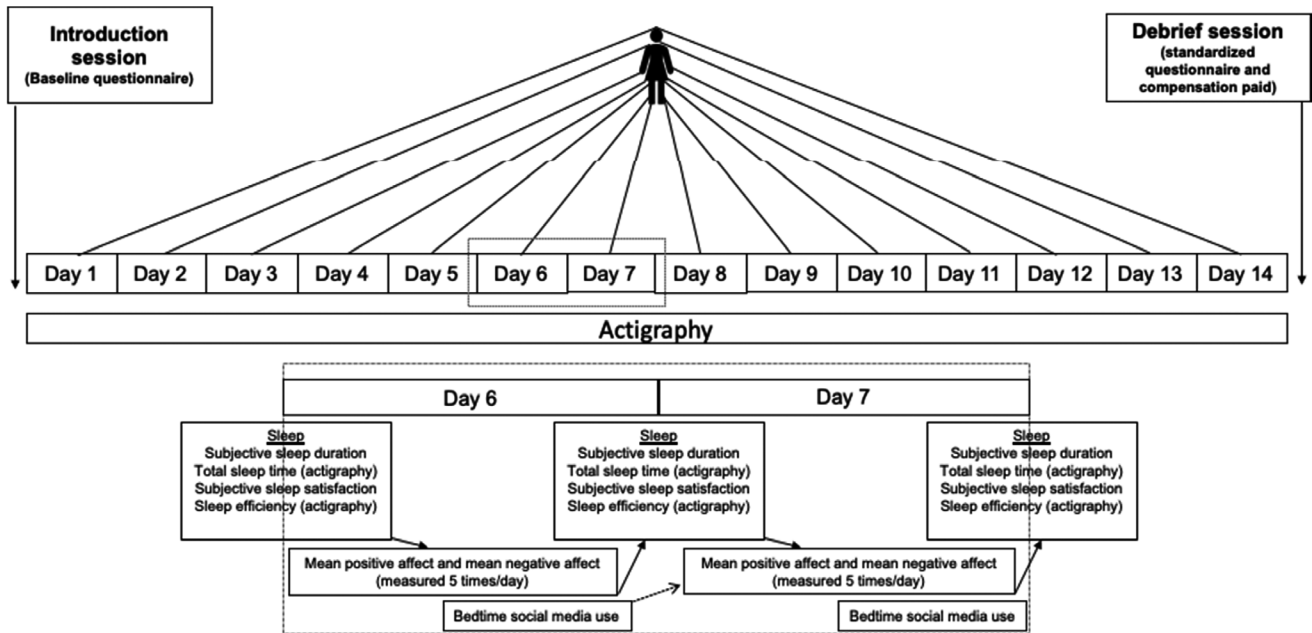 Introduction
session
(Baseline questionnaire)
Debrief session
(standardized
questionnaire and
compensation paid)
Day 1 Day 2 Day 3 Day 4 Day 5 Day 6 Day 7 Day 8 Day 9 Day 10 Day 11 Day 12 Day 13 Day 14
Actigraphy
Day 6 Day 7
Sleep
Subjective sleep duration
Total sleep time (actigraphy)
Subjective sleep satisfaction
Sleep efficiency (actigraphy)
Sleep
Subjective sleep duration
Total sleep time (actigraphy)
Subjective sleep satisfaction
Sleep efficiency (actigraphy)
Sleep
Subjective sleep duration
Total sleep time (actigraphy)
Subjective sleep satisfaction
Sleep efficiency (actigraphy)
Mean positive affect and mean negative affect
(measured 5 times/day)
Mean positive affect and mean negative affect
(measured 5 times/day)
Bedtime social media use
Bedtime social media use